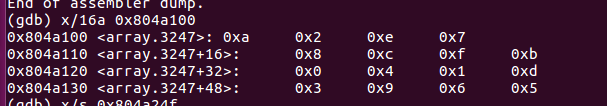 End of assembler dump.
(gdb) x/16a 0x804a100
0x804a100 <array.3247>: 0xa 0x2 0xe 0x7
0x804a110 <array.3247+16>: 0x8 0xc 0xf 0xb
0x804a120 <array.3247+32>: 0x0 0x4 0x1 0xd
0x804a130 <array.3247+48>: 0x3 0x9 0x6 0x5
(gdb) x/s 0x804a24f